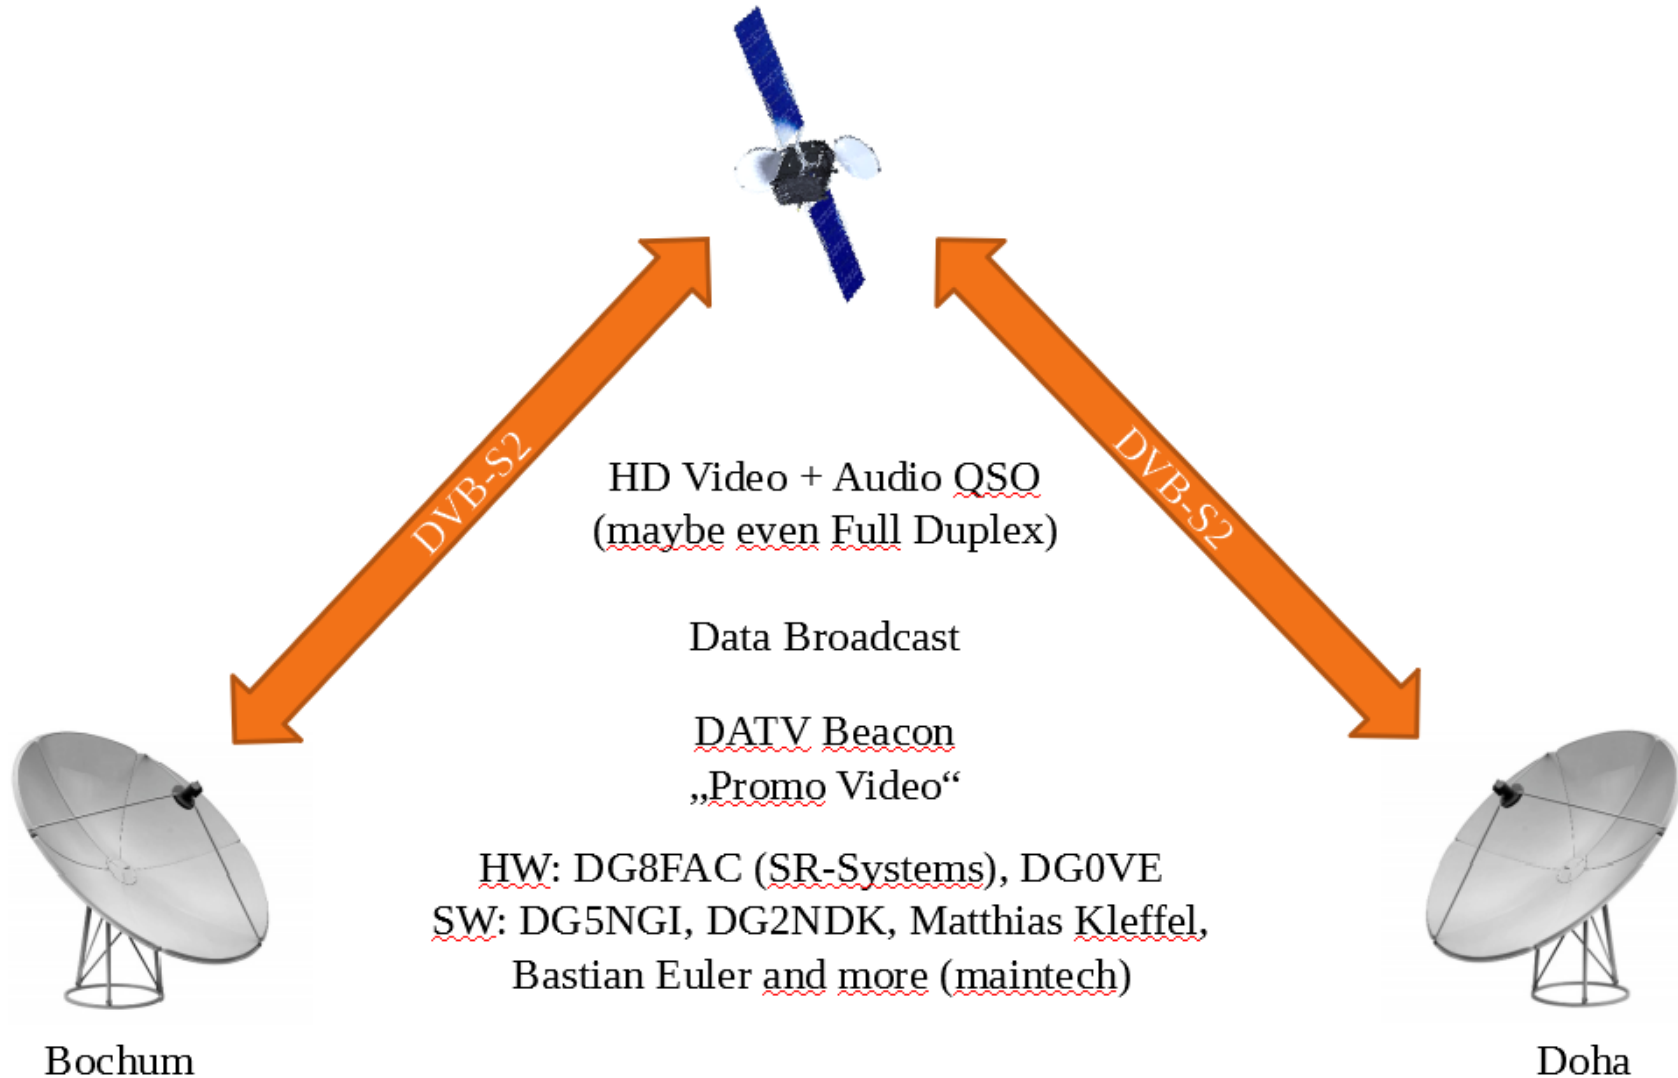 DVB-S2
DVB-S2
HD Video + Audio QSO
(maybe even Full Duplex)
Data Broadcast
DATV Beacon
„Promo Video“
HW: DG8FAC (SR-Systems), DG0VE
SW: DG5NGI, DG2NDK, Matthias Kleffel,
Bastian Euler and more (maintech)
Bochum
Doha